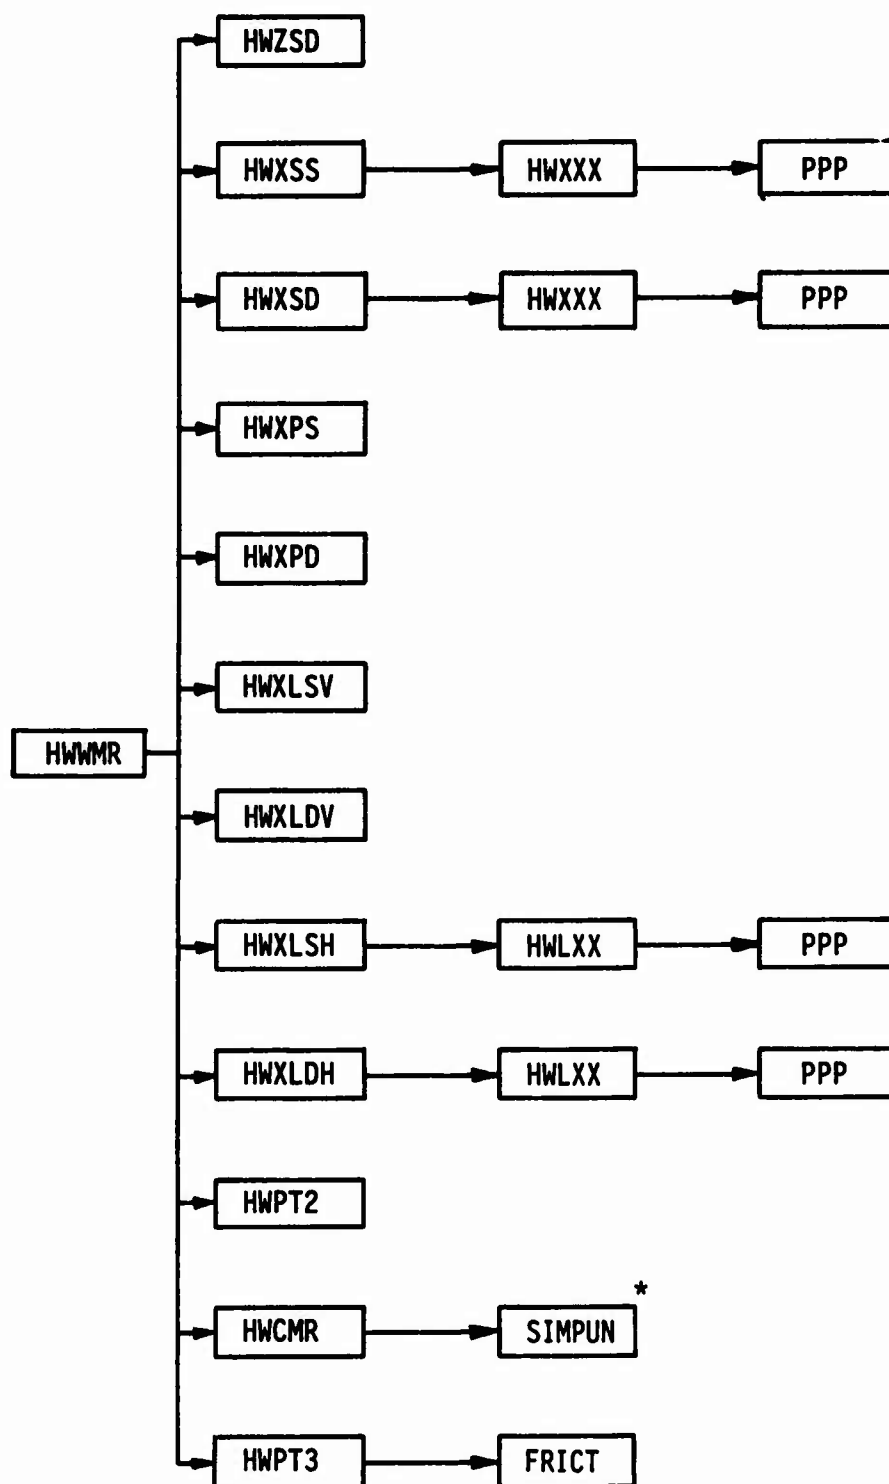 HWZSD
HWXSS HWXXX PPP
HWXSD HWXXX PPP
HWXPS
HWXPD
HWXLSV
HWWMR
HWXLDV
HWXLSH HWLXX PPP
HWXLDH HWLXX PPP
HWPT2
*
HWCMR SIMPUN
HWPT3 FRICT